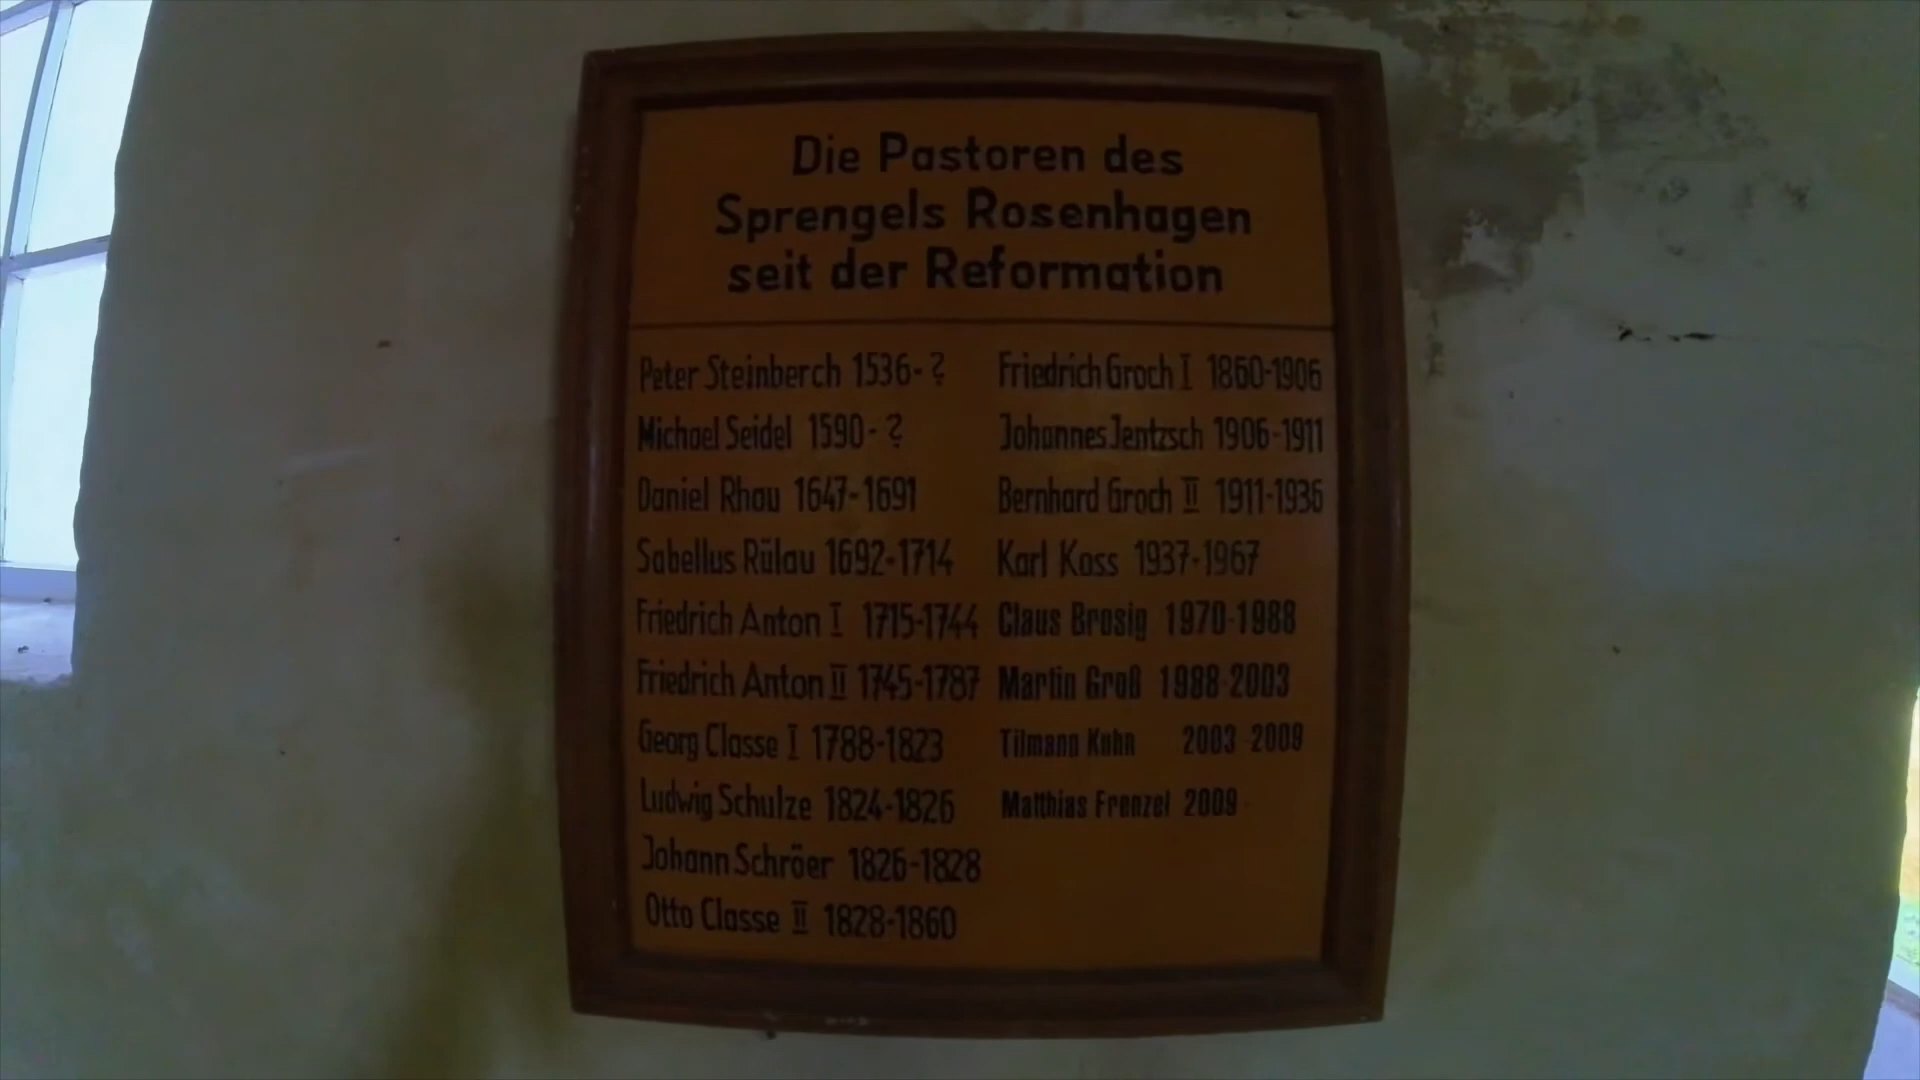 Die Pastoren des
Sprengels Rosenhagen
seit der Reformation
Peter Steinberch 1536- ?
Michael Seidel 1590- ?
Daniel Rhau 1647-1691
Sabellus Rülau 1692-1714
Friedrich Anton I 1715-1744
Friedrich Anton II 1745-1787
Georg Classe I 1788-1823
Ludwig Schulze 1824-1826
Johann Schröer 1826-1828
Otto Classe II 1828-1860
Friedrich Groch I 1860-1906
Johannes Jentzsch 1906-1911
Bernhard Groch II 1911-1936
Karl Koss 1937-1967
Claus Brosig 1970-1988
Martin Groß 1988-2003
Tilmann Kuhn 2003-2009
Matthias Frenzel 2009-